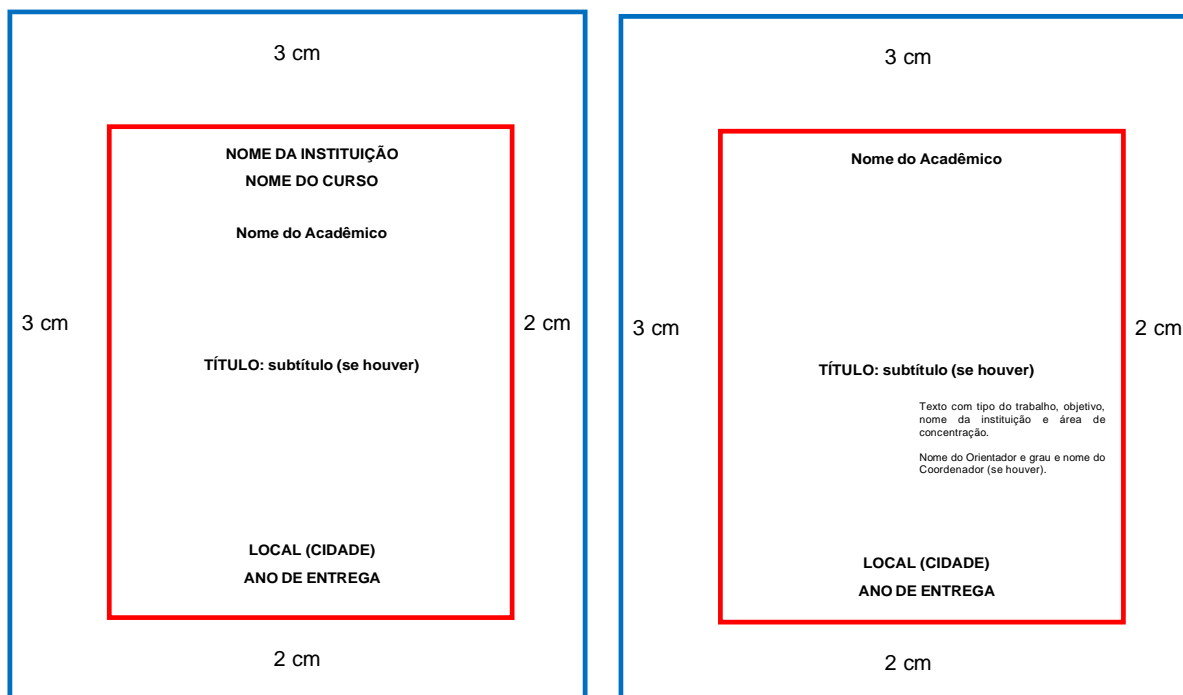 3 cm
NOME DA INSTITUIÇÃO
NOME DO CURSO
Nome do Acadêmico
3 cm
2 cm
TÍTULO: subtítulo (se houver)
LOCAL (CIDADE)
ANO DE ENTREGA
2 cm
3 cm
Nome do Acadêmico
3 cm
2 cm
TÍTULO: subtítulo (se houver)
Texto com tipo do trabalho, objetivo,
nome da instituição e área de
concentração.
Nome do Orientador e grau e nome do
Coordenador (se houver).
LOCAL (CIDADE)
ANO DE ENTREGA
2 cm